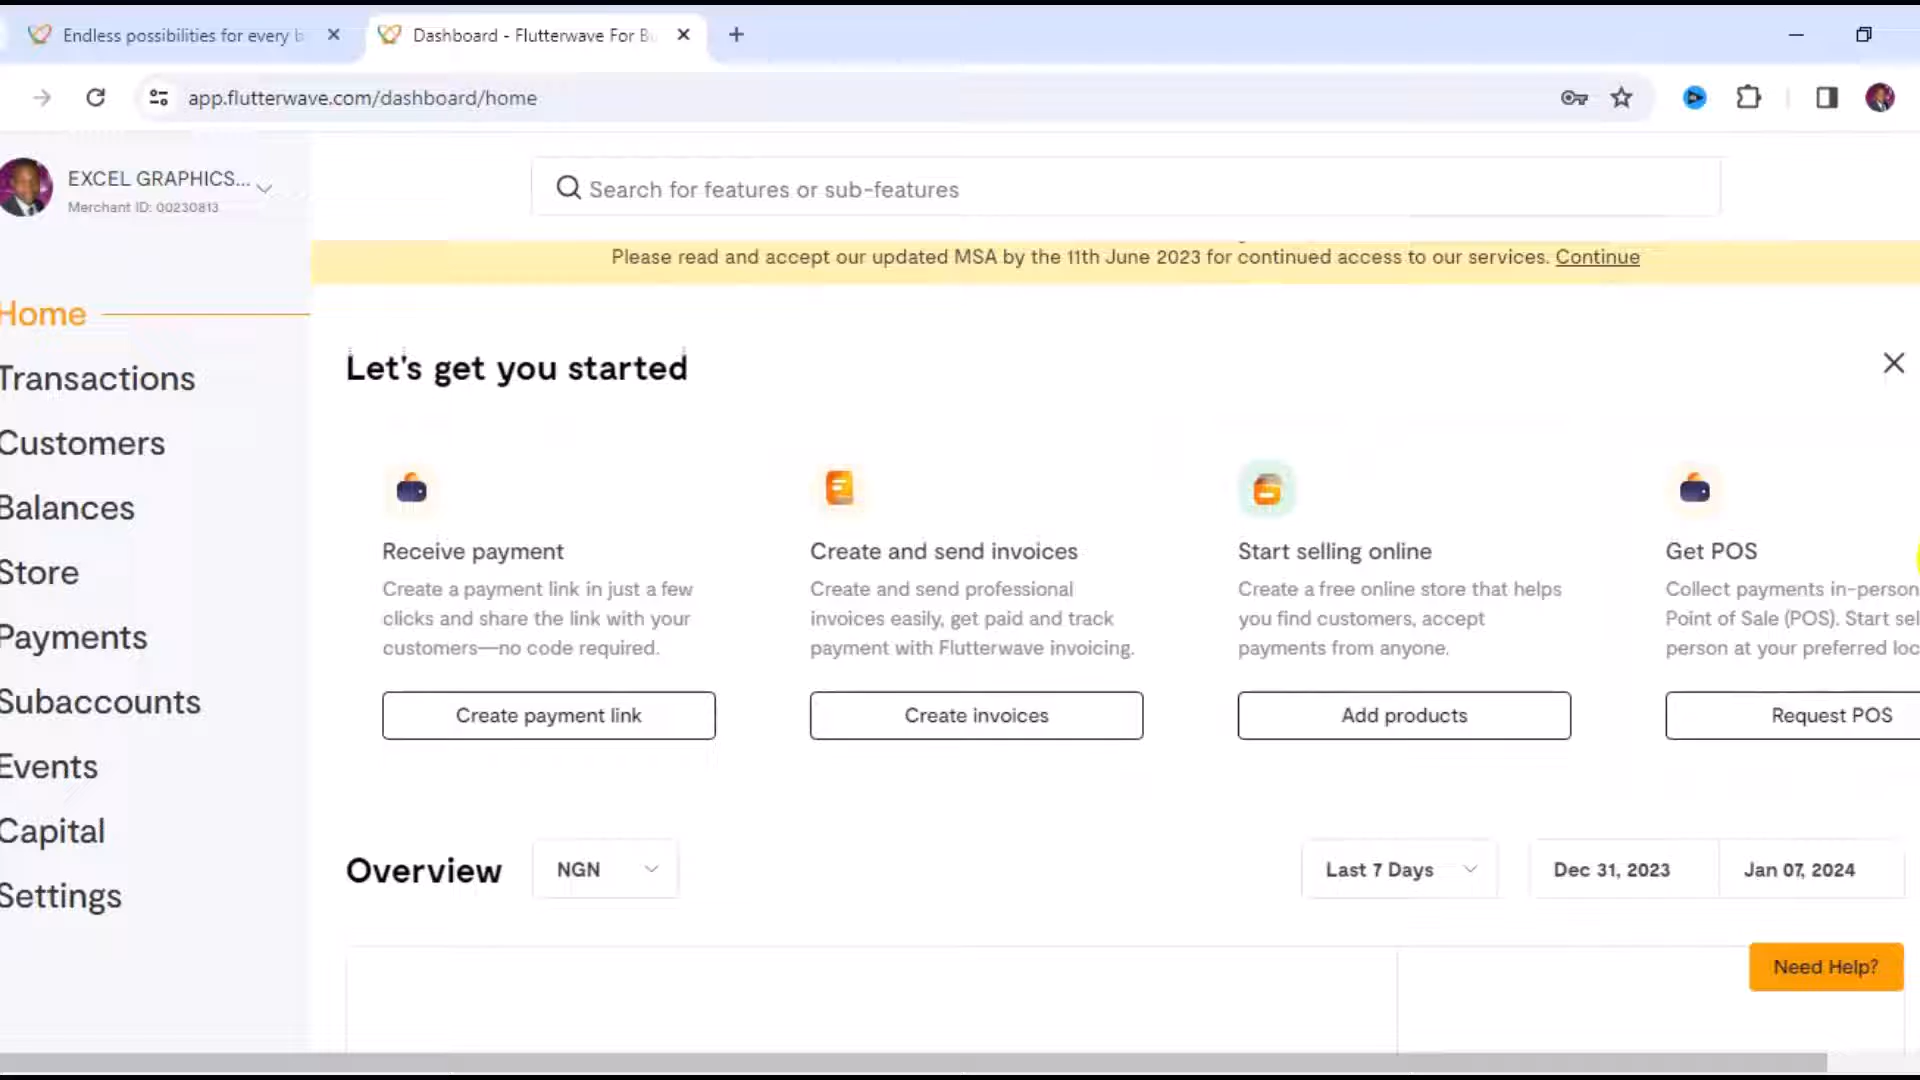 Endless possibilities for every b
Dashboard - Flutterwave For Bu
app.flutterwave.com/dashboard/home
EXCEL GRAPHICS...
Merchant ID: 00230813
Search for features or sub-features
Please read and accept our updated MSA by the 11th June 2023 for continued access to our services. Continue
Home
Transactions
Customers
Balances
Store
Payments
Subaccounts
Events
Capital
Settings
Let's get you started
Receive payment
Create a payment link in just a few
clicks and share the link with your
customers—no code required.
Create payment link
Create and send invoices
Create and send professional
invoices easily, get paid and track
payment with Flutterwave invoicing.
Create invoices
Start selling online
Create a free online store that helps
you find customers, accept
payments from anyone.
Add products
Get POS
Collect payments in-person
Point of Sale (POS). Start sel
person at your preferred loc
Request POS
Overview
NGN
Last 7 Days
Dec 31, 2023
Jan 07, 2024
Need Help?